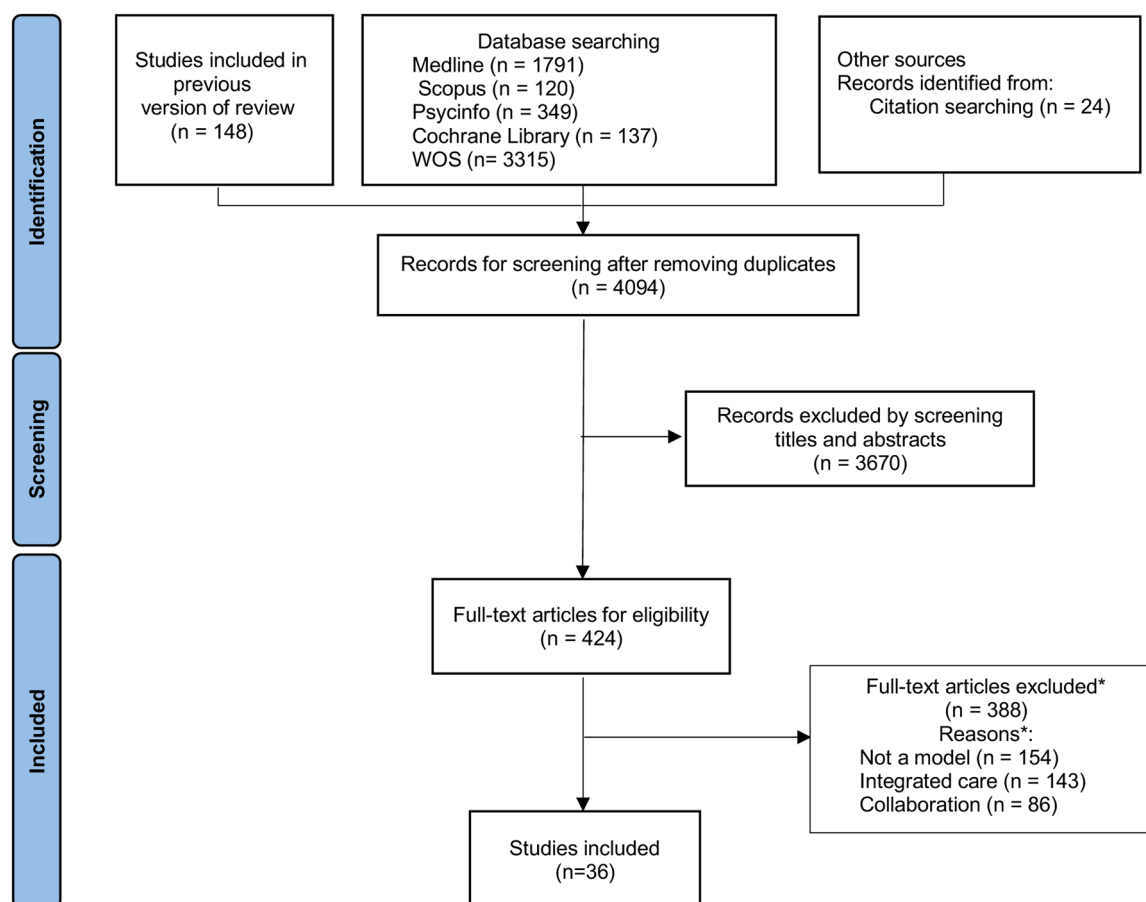 Identification
Studies included in
previous
version of review
(n = 148)
Database searching
Medline (n = 1791)
Scopus (n = 120)
Psycinfo (n = 349)
Cochrane Library (n = 137)
WOS (n= 3315)
Other sources
Records identified from:
Citation searching (n = 24)
Records for screening after removing duplicates
(n = 4094)
Screening
Records excluded by screening
titles and abstracts
(n = 3670)
Included
Full-text articles for eligibility
(n = 424)
Full-text articles excluded*
(n = 388)
Reasons*:
Not a model (n = 154)
Integrated care (n = 143)
Collaboration (n = 86)
Studies included
(n=36)